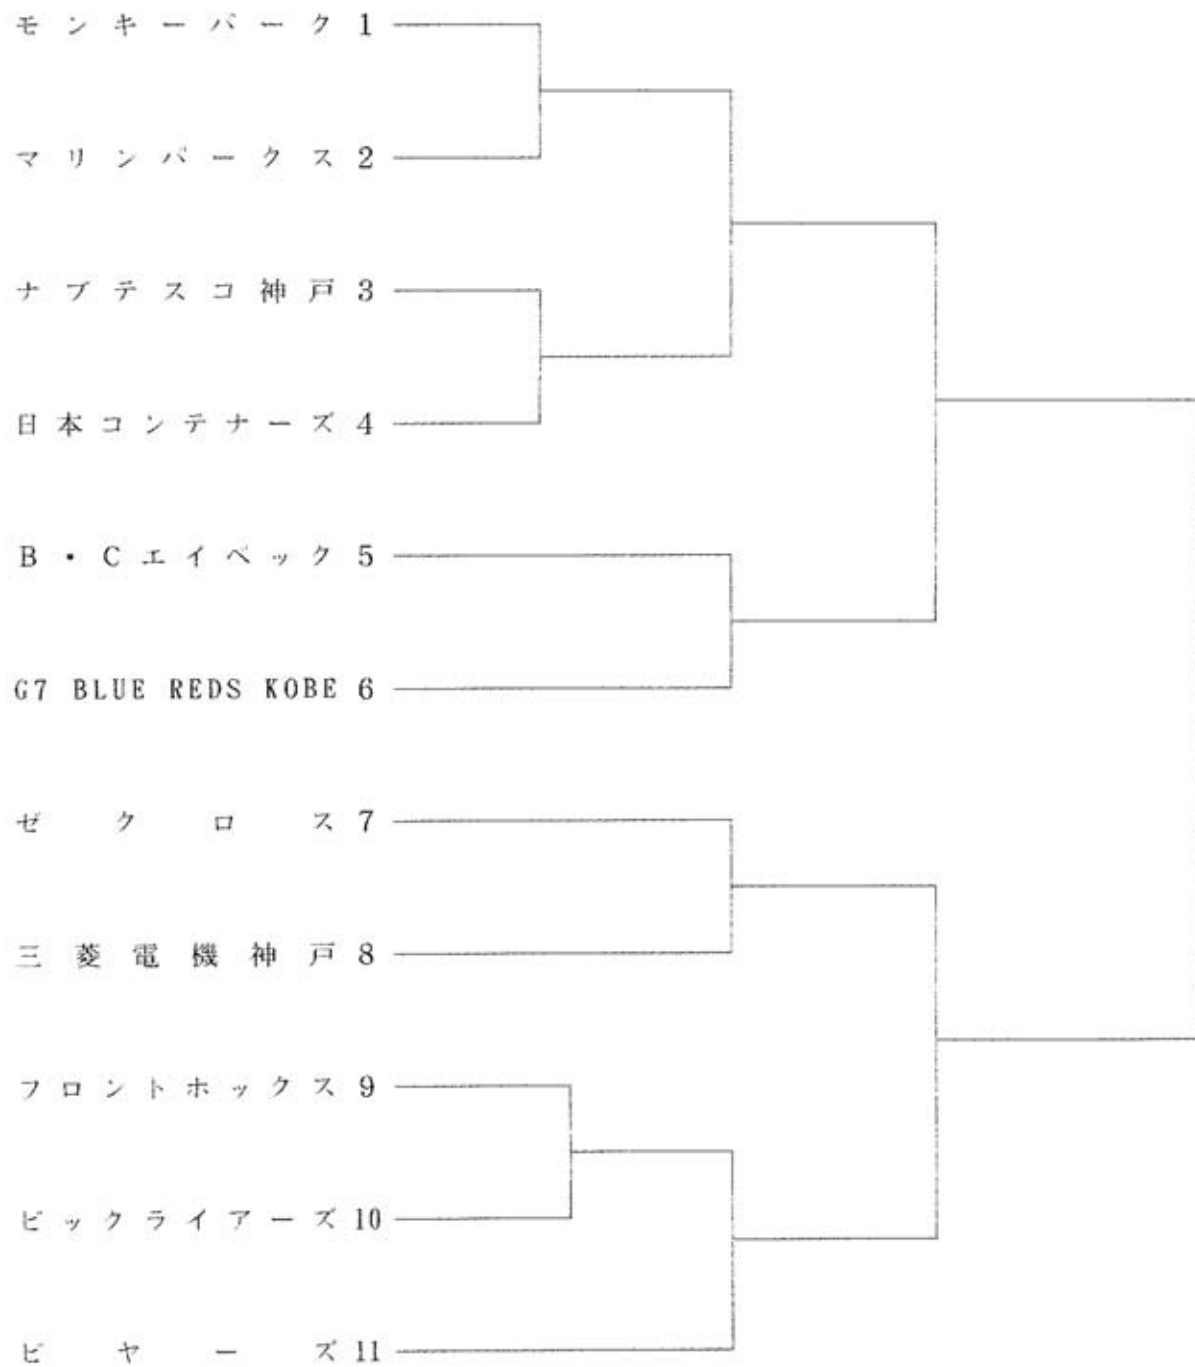 モンキーパーク 1
マリンパークス 2
ナブテスコ神戸 3
日本コンテナーズ 4
B・Cエイペック 5
G7 BLUE REDS KOBE 6
ゼクロス 7
三菱電機神戸 8
フロントホックス 9
ビックライアーズ 10
ビヤーズ 11